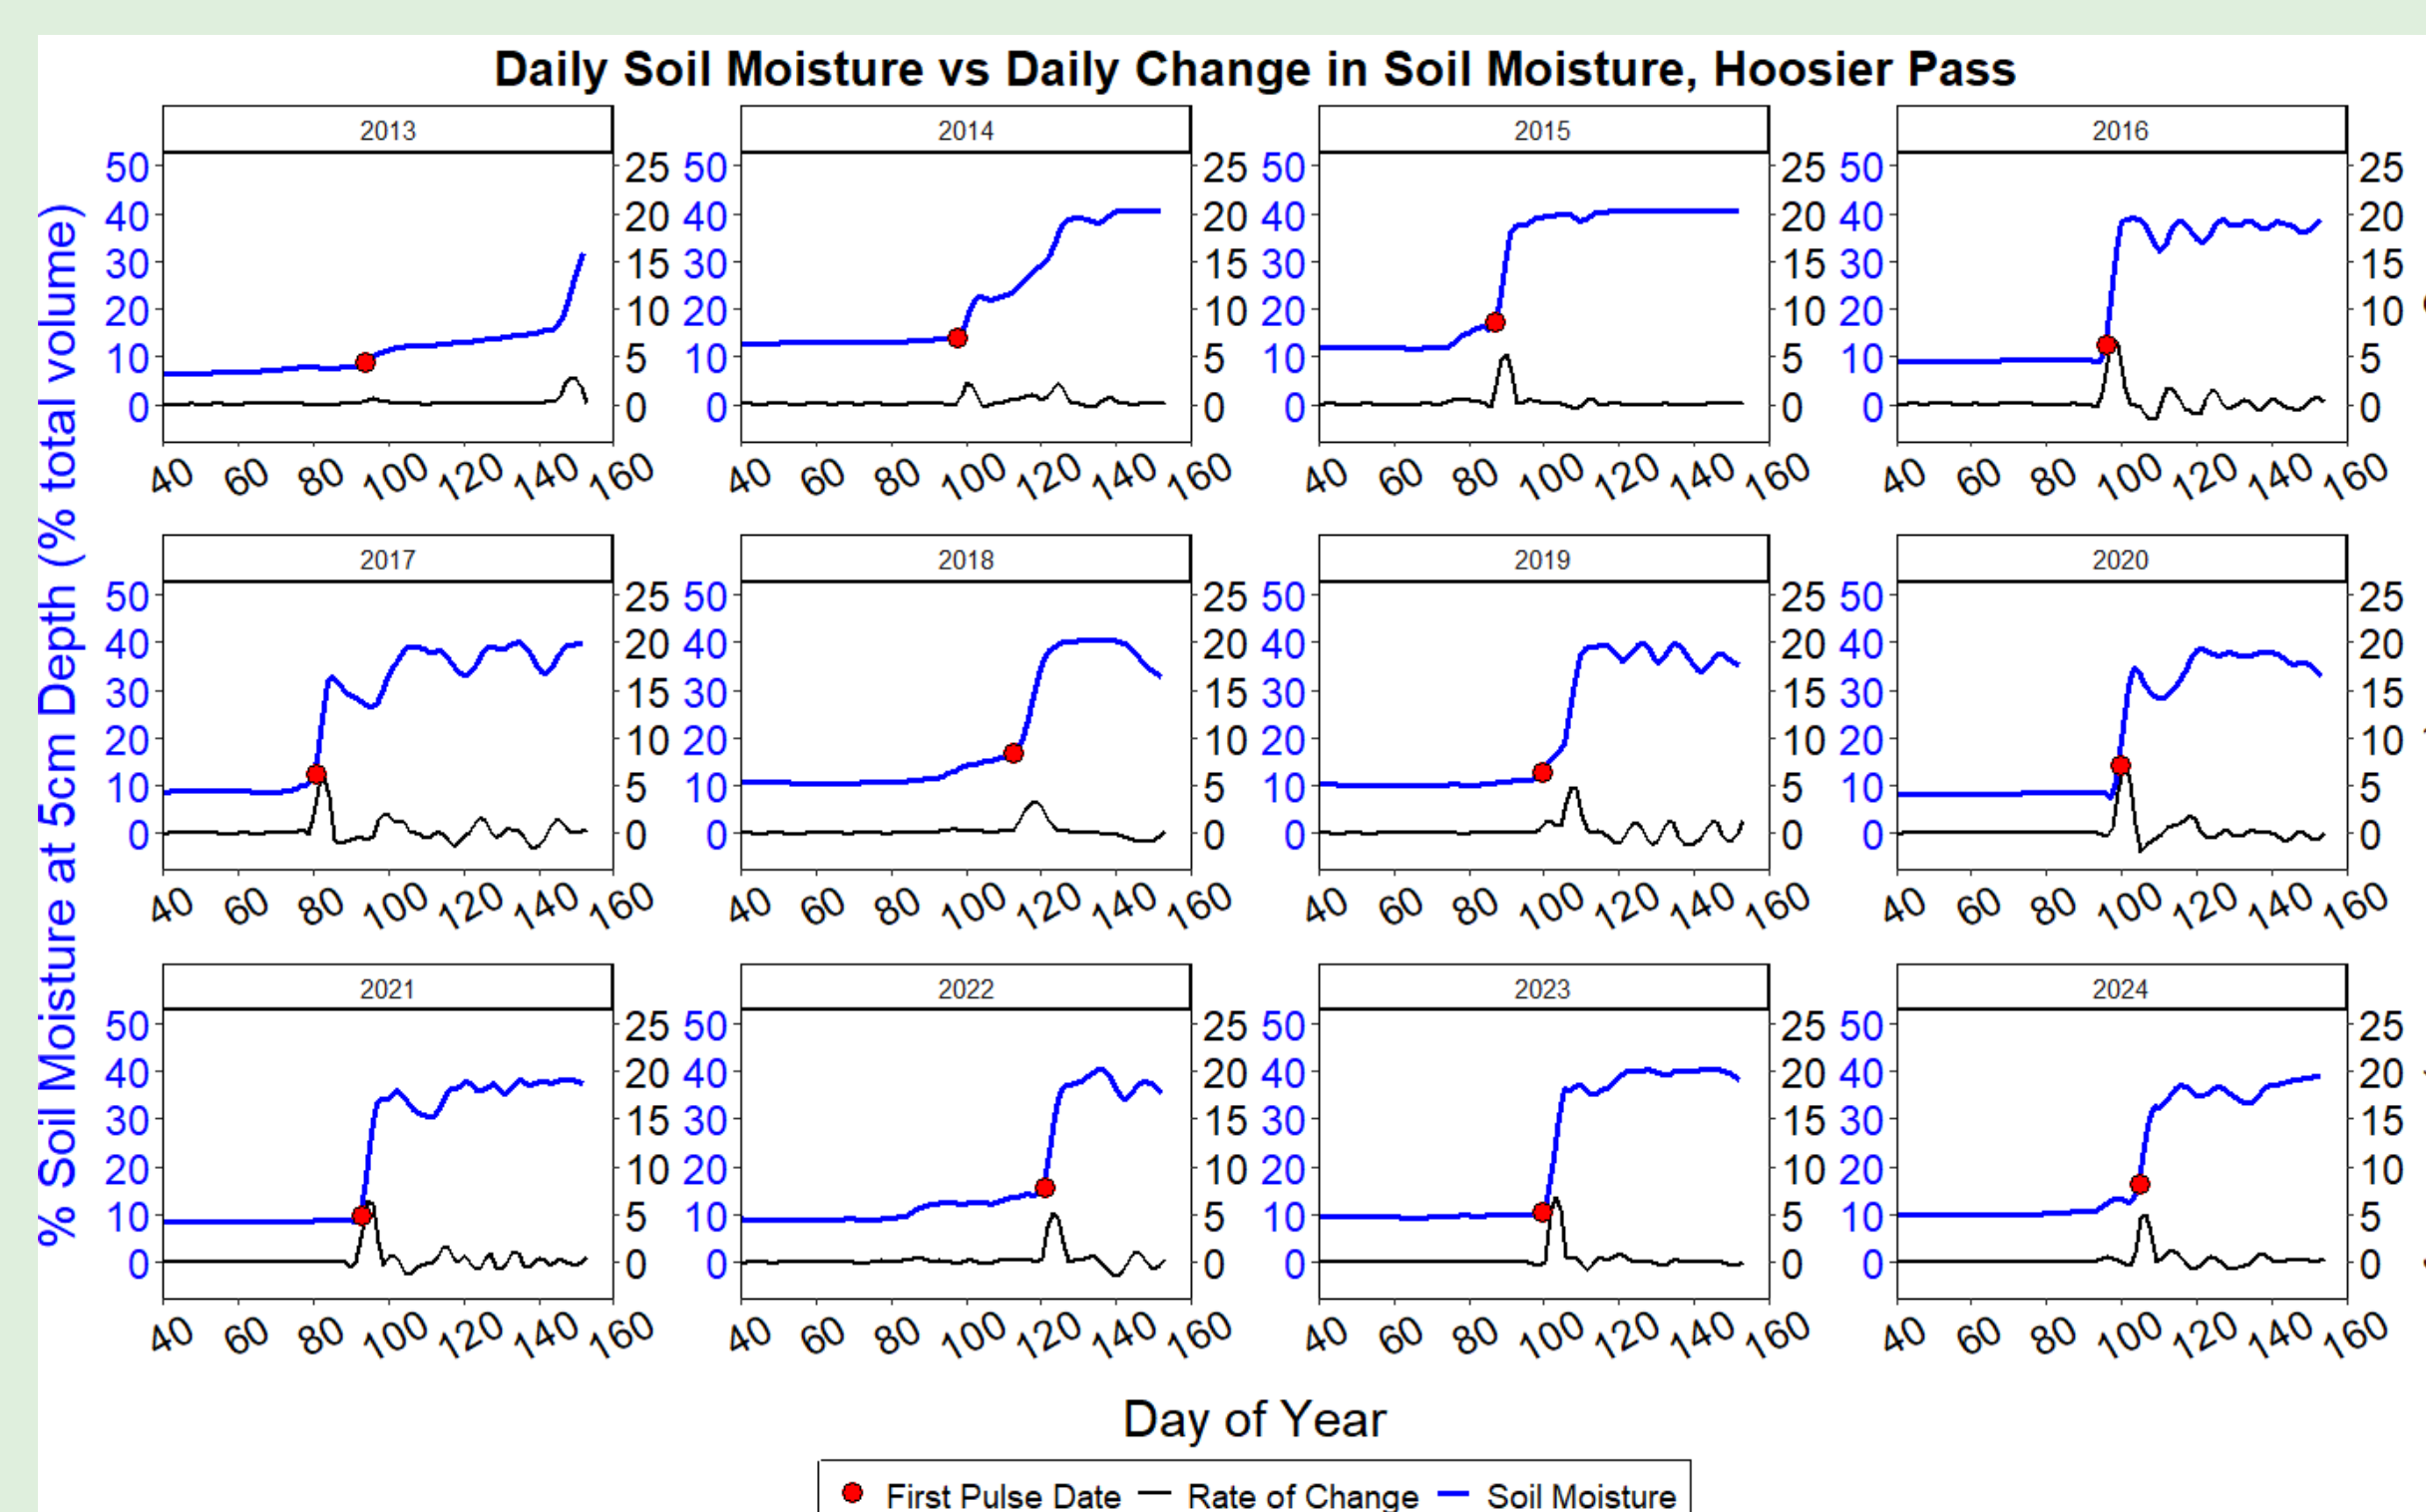 Daily Soil Moisture vs Daily Change in Soil Moisture, Hoosier Pass
% Soil Moisture at 5cm Depth (% total volume)
2013 2014 2015 2016
50 25 50 25 50 25 50 25
40 20 40 20 40 20 40 20
30 15 30 15 30 15 30 15
20 10 20 10 20 10 20 10
10 5 10 5 10 5 10 5
0 0 0 0 0 0 0 0
40 60 80 100 120 140 160 40 60 80 100 120 140 160 40 60 80 100 120 140 160 40 60 80 100 120 140 160
2017 2018 2019 2020
50 25 50 25 50 25 50 25
40 20 40 20 40 20 40 20
30 15 30 15 30 15 30 15
20 10 20 10 20 10 20 10
10 5 10 5 10 5 10 5
0 0 0 0 0 0 0 0
40 60 80 100 120 140 160 40 60 80 100 120 140 160 40 60 80 100 120 140 160 40 60 80 100 120 140 160
2021 2022 2023 2024
50 25 50 25 50 25 50 25
40 20 40 20 40 20 40 20
30 15 30 15 30 15 30 15
20 10 20 10 20 10 20 10
10 5 10 5 10 5 10 5
0 0 0 0 0 0 0 0
40 60 80 100 120 140 160 40 60 80 100 120 140 160 40 60 80 100 120 140 160 40 60 80 100 120 140 160
Day of Year
First Pulse Date Rate of Change Soil Moisture